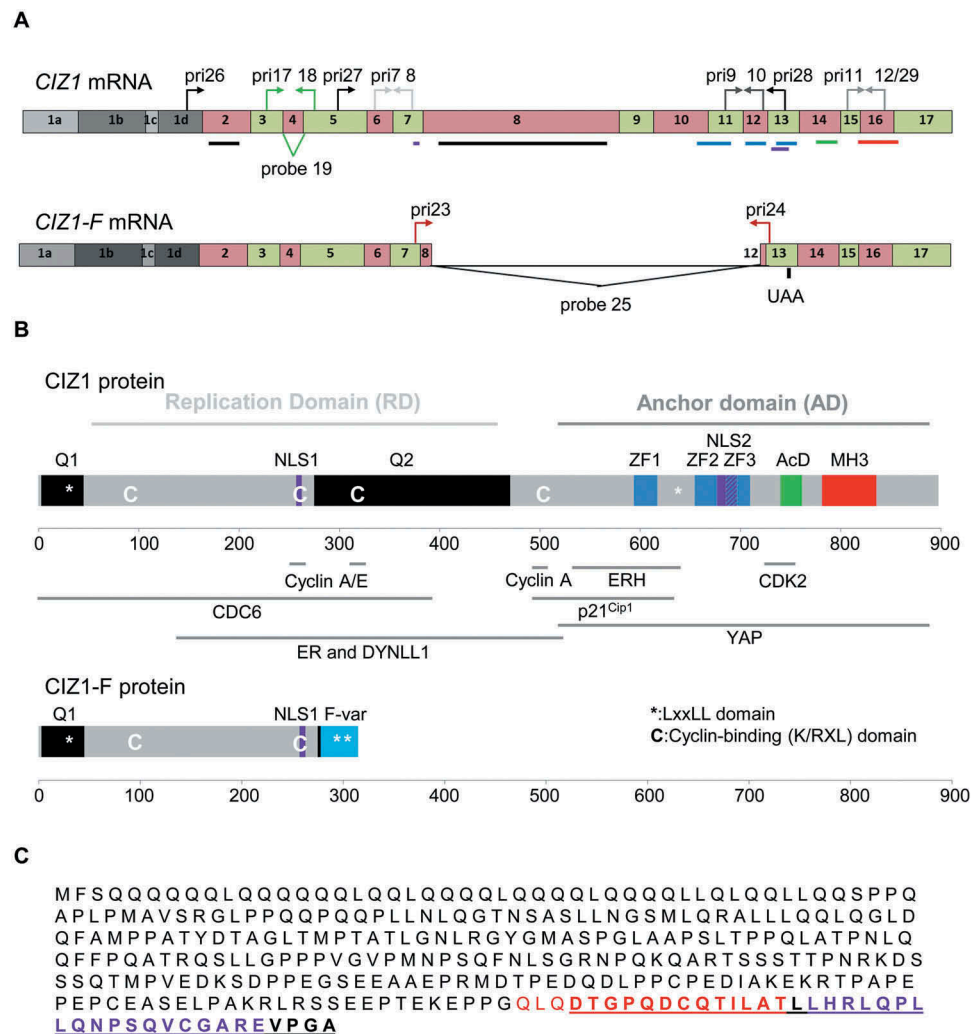 A
CIZ1 mRNA
pri26 pri17 18 pri27 pri7 8 pri9 10 pri28 pri11 12/29
1a 1b 1c 1d 2 3 4 5 6 7 8 9 10 11 12 13 14 15 16 17
probe 19
CIZ1-F mRNA
pri23 pri24
1a 1b 1c 1d 2 3 4 5 6 7 8 12 13 14 15 16 17
probe 25
UAA
B
CIZ1 protein
Replication Domain (RD) Anchor domain (AD)
NLS2
Q1 NLS1 Q2 ZF1 ZF2 ZF3 AcD MH3
* C C C C *
0 100 200 300 400 500 600 700 800 900
Cyclin A/E Cyclin A ERH CDK2
CDC6 p21Cip1
ER and DYNLL1 YAP
CIZ1-F protein
Q1 NLS1 F-var
* C C **
*:LxxLL domain
C:Cyclin-binding (K/RXL) domain
0 100 200 300 400 500 600 700 800 900
C
MFSQQQQQQLQQQQQQLQQLQQQQLQQQQLQQQQLLQLQQLLQQSPPQ
APLPMAVSRGLPPQQPQQPLLNLQGTNSASLLNGSMLQRALLLQQLQGLD
QFAMPPATYDTAGLTMPTATLGNLRGYGMASPGLAAPSLTPPQLATPNLQ
QFFPQATRQSLLGPPPVGVPMNPSQFNLSGRNPQKQARTSSSTTPNRKDS
SSQTMPVEDKSDPPEGSEEAAEPRMDTPEDQDLPPCPEDIAKEKRTPAPE
PEPCEASELPAKRLRSSEEPTEKEPPGQLQDTGPQDCQTILATLLHRLQPL
LQNPSQVCGAREVPGA